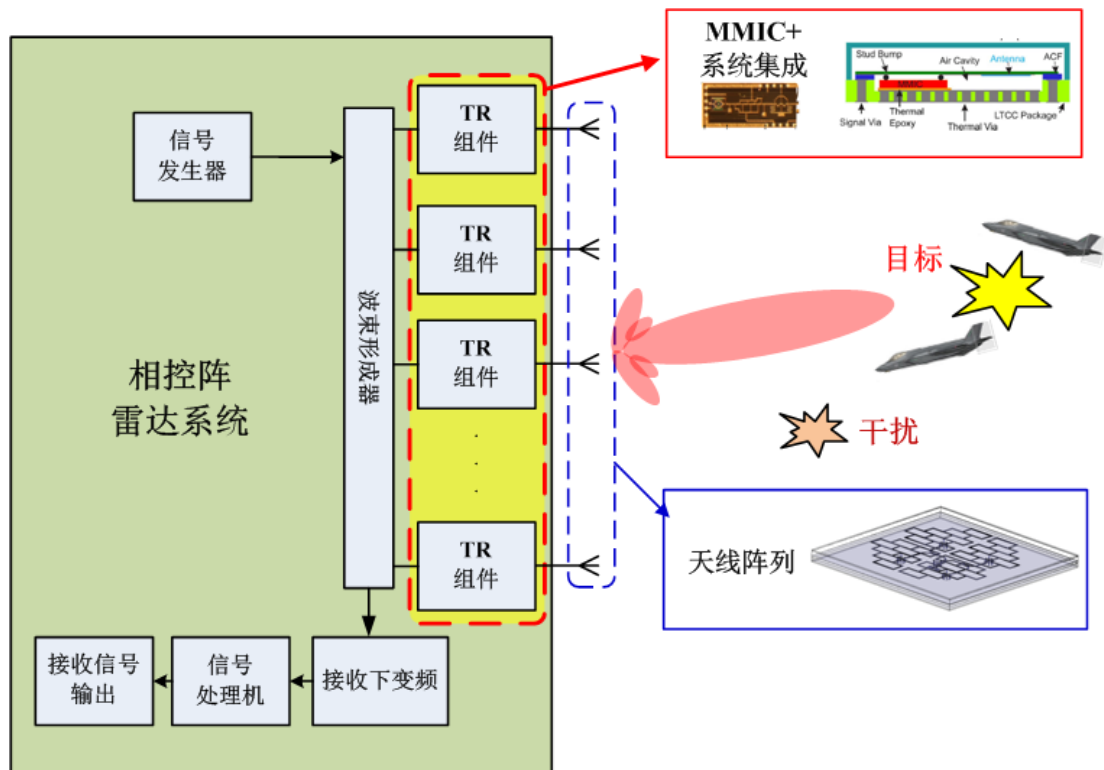 MMIC+
系统集成
Stud Bump
Air Cavity
Antenna
ACF
MMIC
Signal Via
Thermal
Epoxy
Thermal Via
LTCC Package
信号
发生器
TR
组件
TR
组件
波束形成器
TR
组件
TR
组件
相控阵
雷达系统
目标
干扰
天线阵列
接收信号
输出
信号
处理机
接收下变频